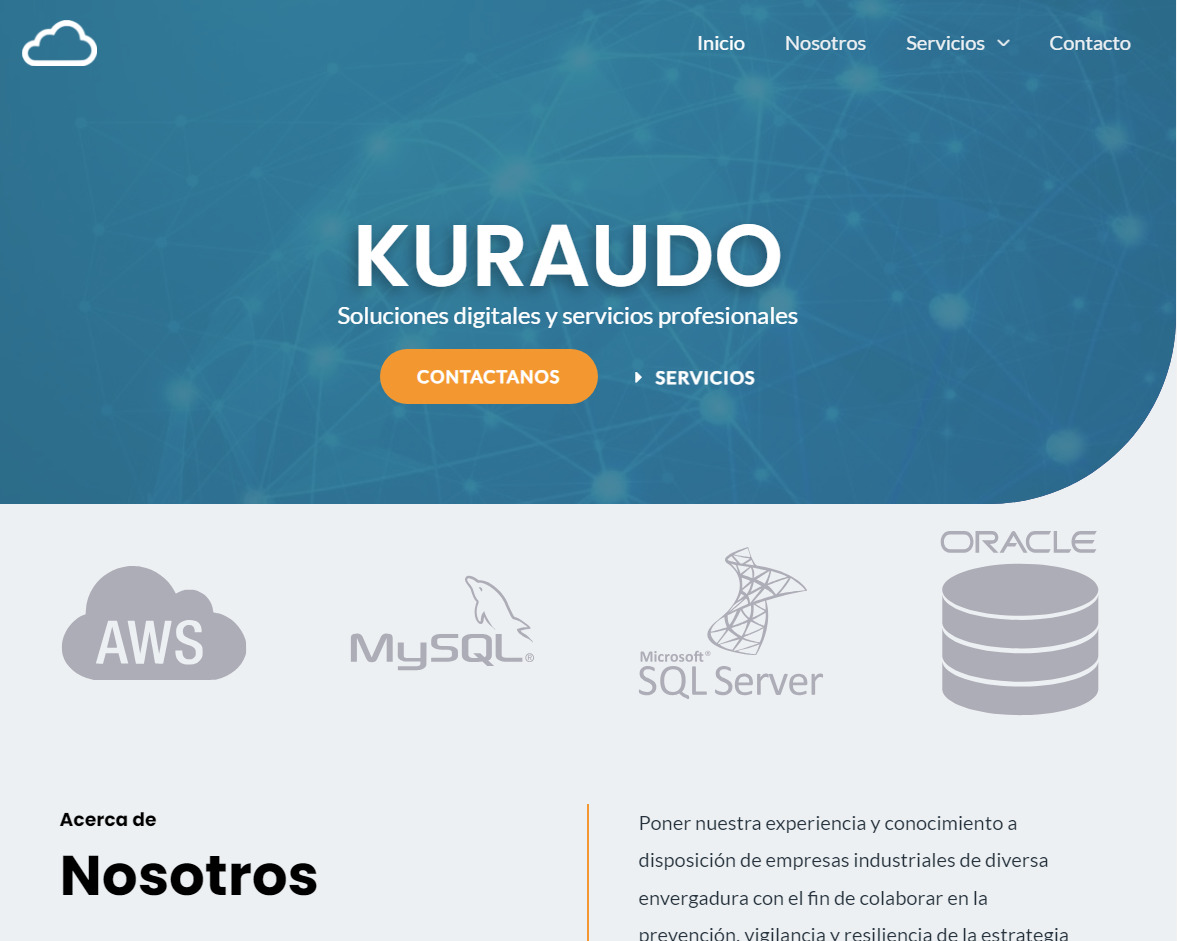 Inicio Nosotros Servicios Contacto
KURAUDO
Soluciones digitales y servicios profesionales
CONTACTANOS SERVICIOS
AWS
MySQL®
Microsoft®
SQL Server
ORACLE
Acerca de
Nosotros
Poner nuestra experiencia y conocimiento a
disposición de empresas industriales de diversa
envergadura con el fin de colaborar en la
prevención, vigilancia y resiliencia de la estrategia